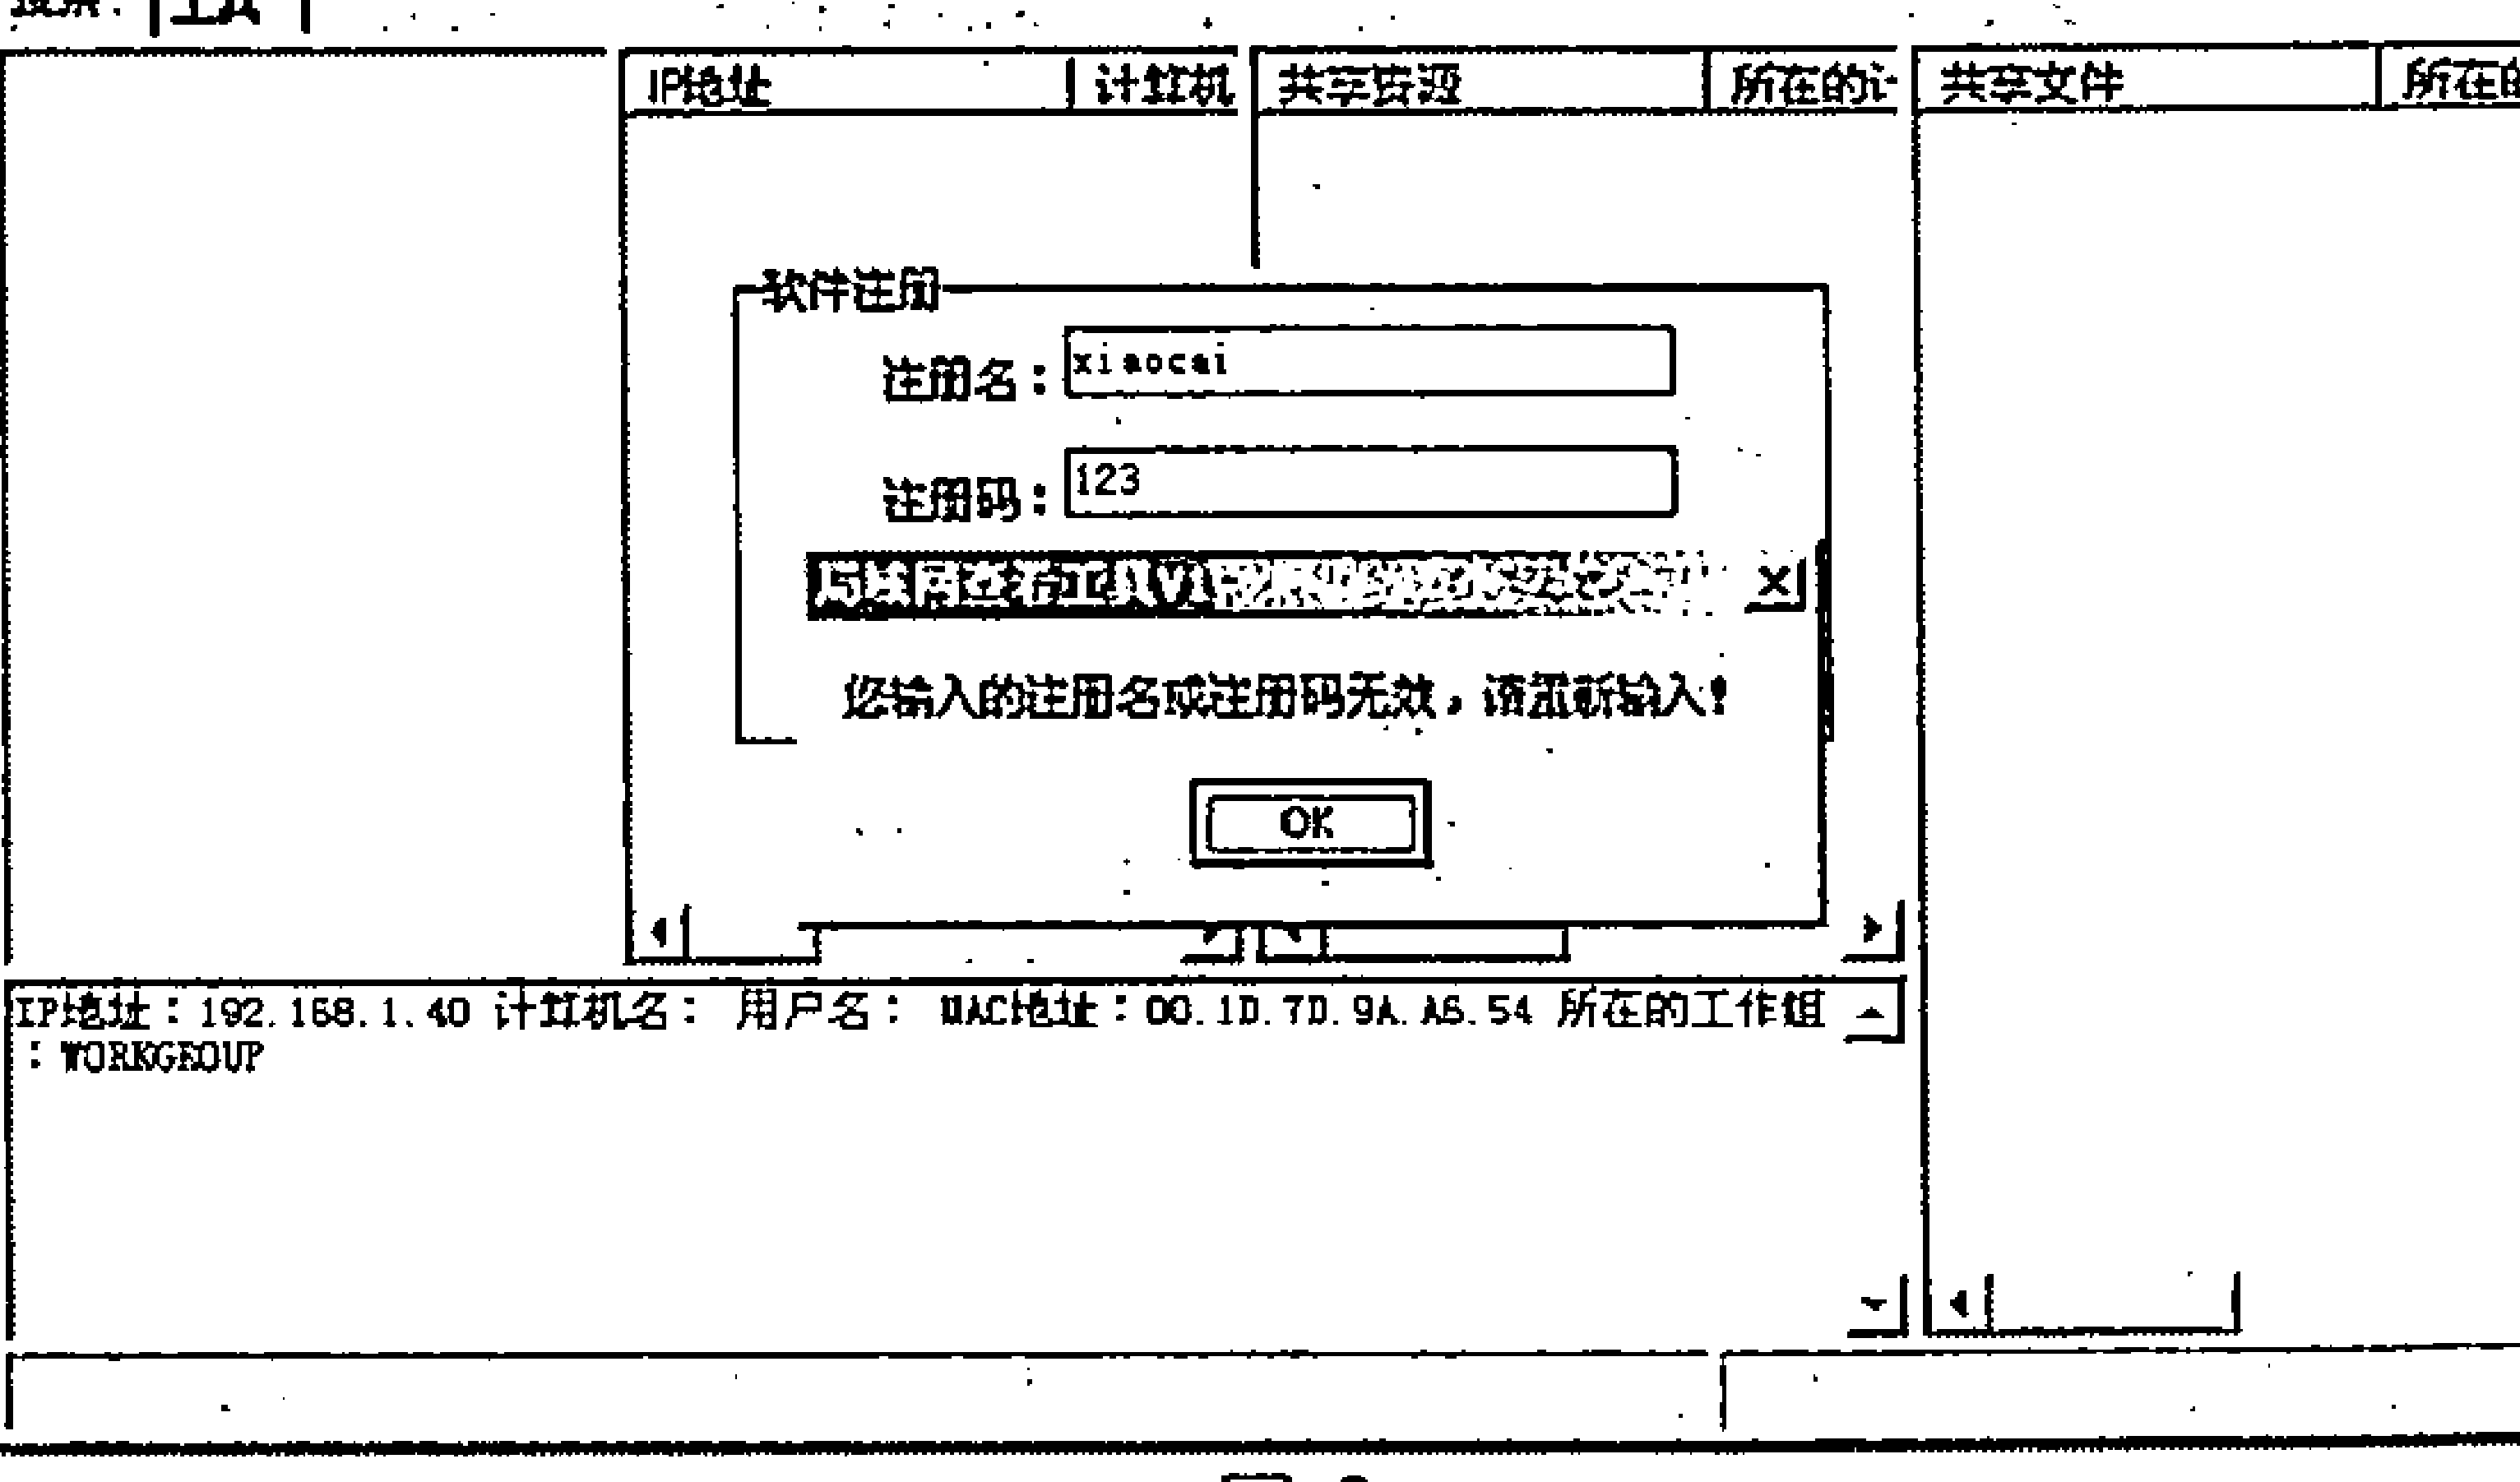 工具
IP地址 计算机 共享资源 所在的计 共享文件 所在的
软件注册
注册名：xiaocai
注册码：123
您输入的注册名或注册码无效，请重新输入！
OK
IP地址：192.168.1.40 计算机名： 用户名： MAC地址：00.1D.7D.9A.A6.54 所在的工作组
：WORKGROUP